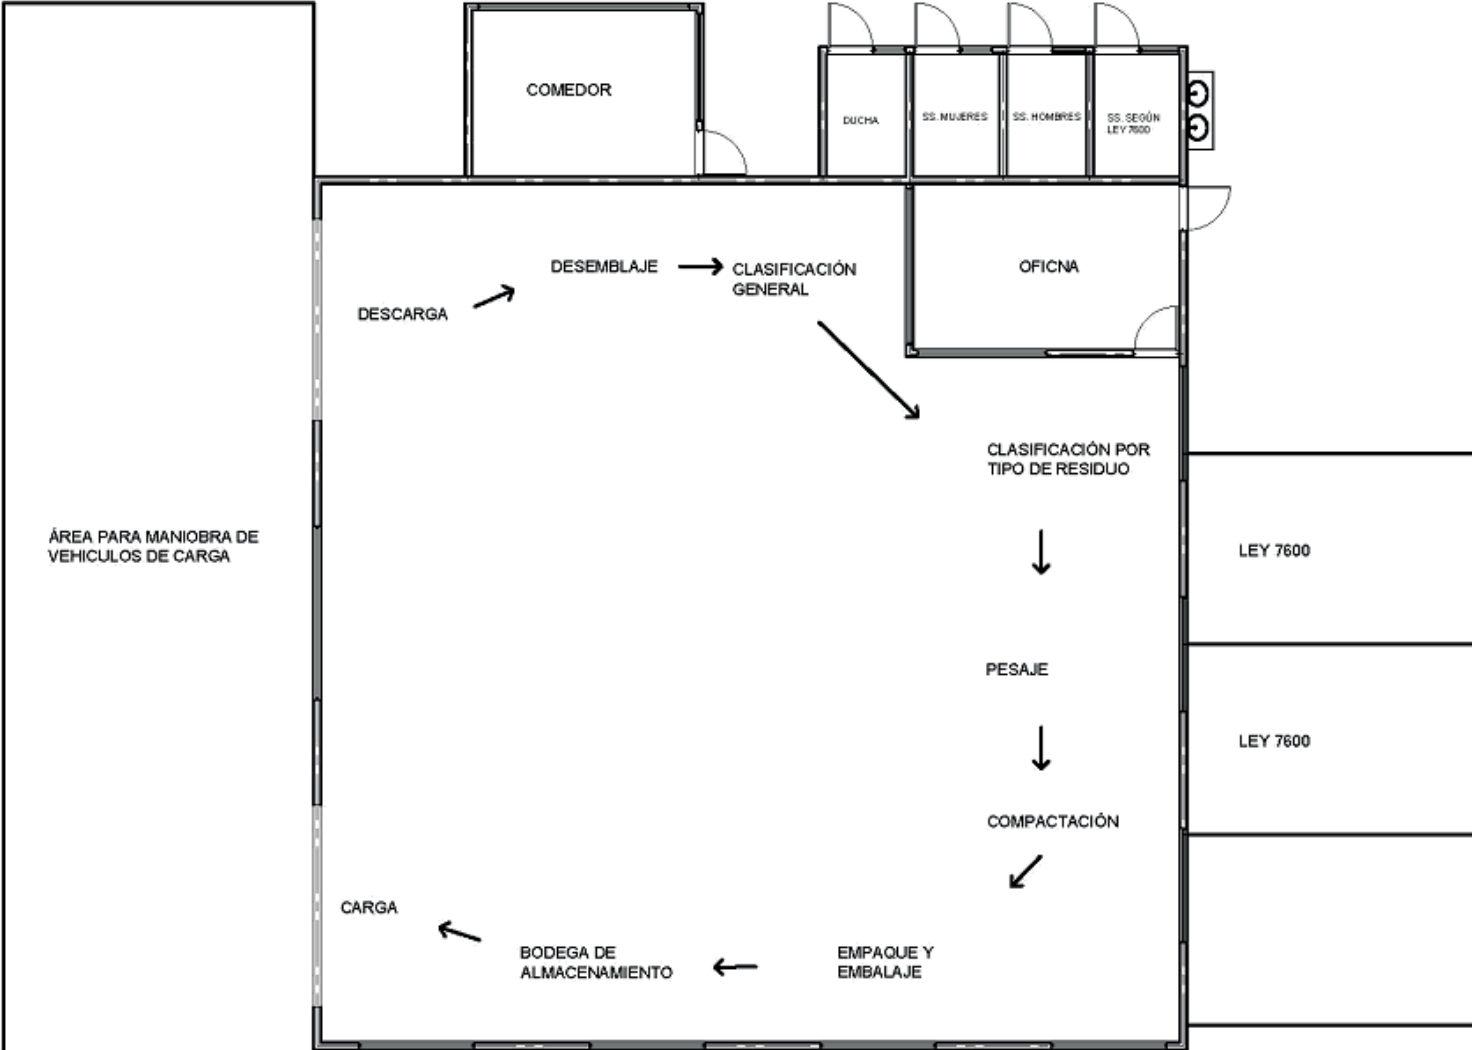 COMEDOR
DUCHA
SS. MUJERES
SS. HOMBRES
SS. SEGÚN
LEY 7600
DESEMBLAJE
CLASIFICACIÓN
GENERAL
OFICNA
DESCARGA
CLASIFICACIÓN POR
TIPO DE RESIDUO
ÁREA PARA MANIOBRA DE
VEHICULOS DE CARGA
LEY 7600
PESAJE
LEY 7600
COMPACTACIÓN
CARGA
BODEGA DE
ALMACENAMIENTO
EMPAQUE Y
EMBALAJE